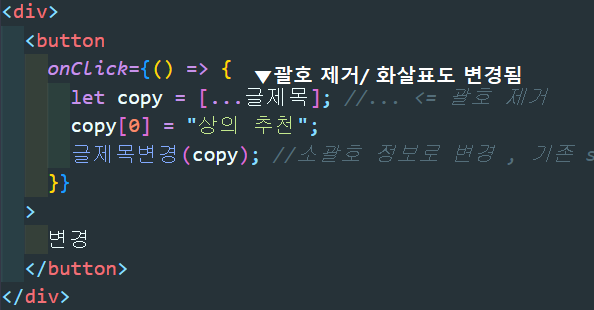 <div>
<button
onClick={() => {
▼괄호 제거/ 화살표도 변경됨
let copy = [...글제목]; //... <= 괄호 제거
copy[0] = "상의 추천";
글제목변경(copy); //소괄호 정보로 변경 , 기존 s
}}
>
변경
</button>
</div>